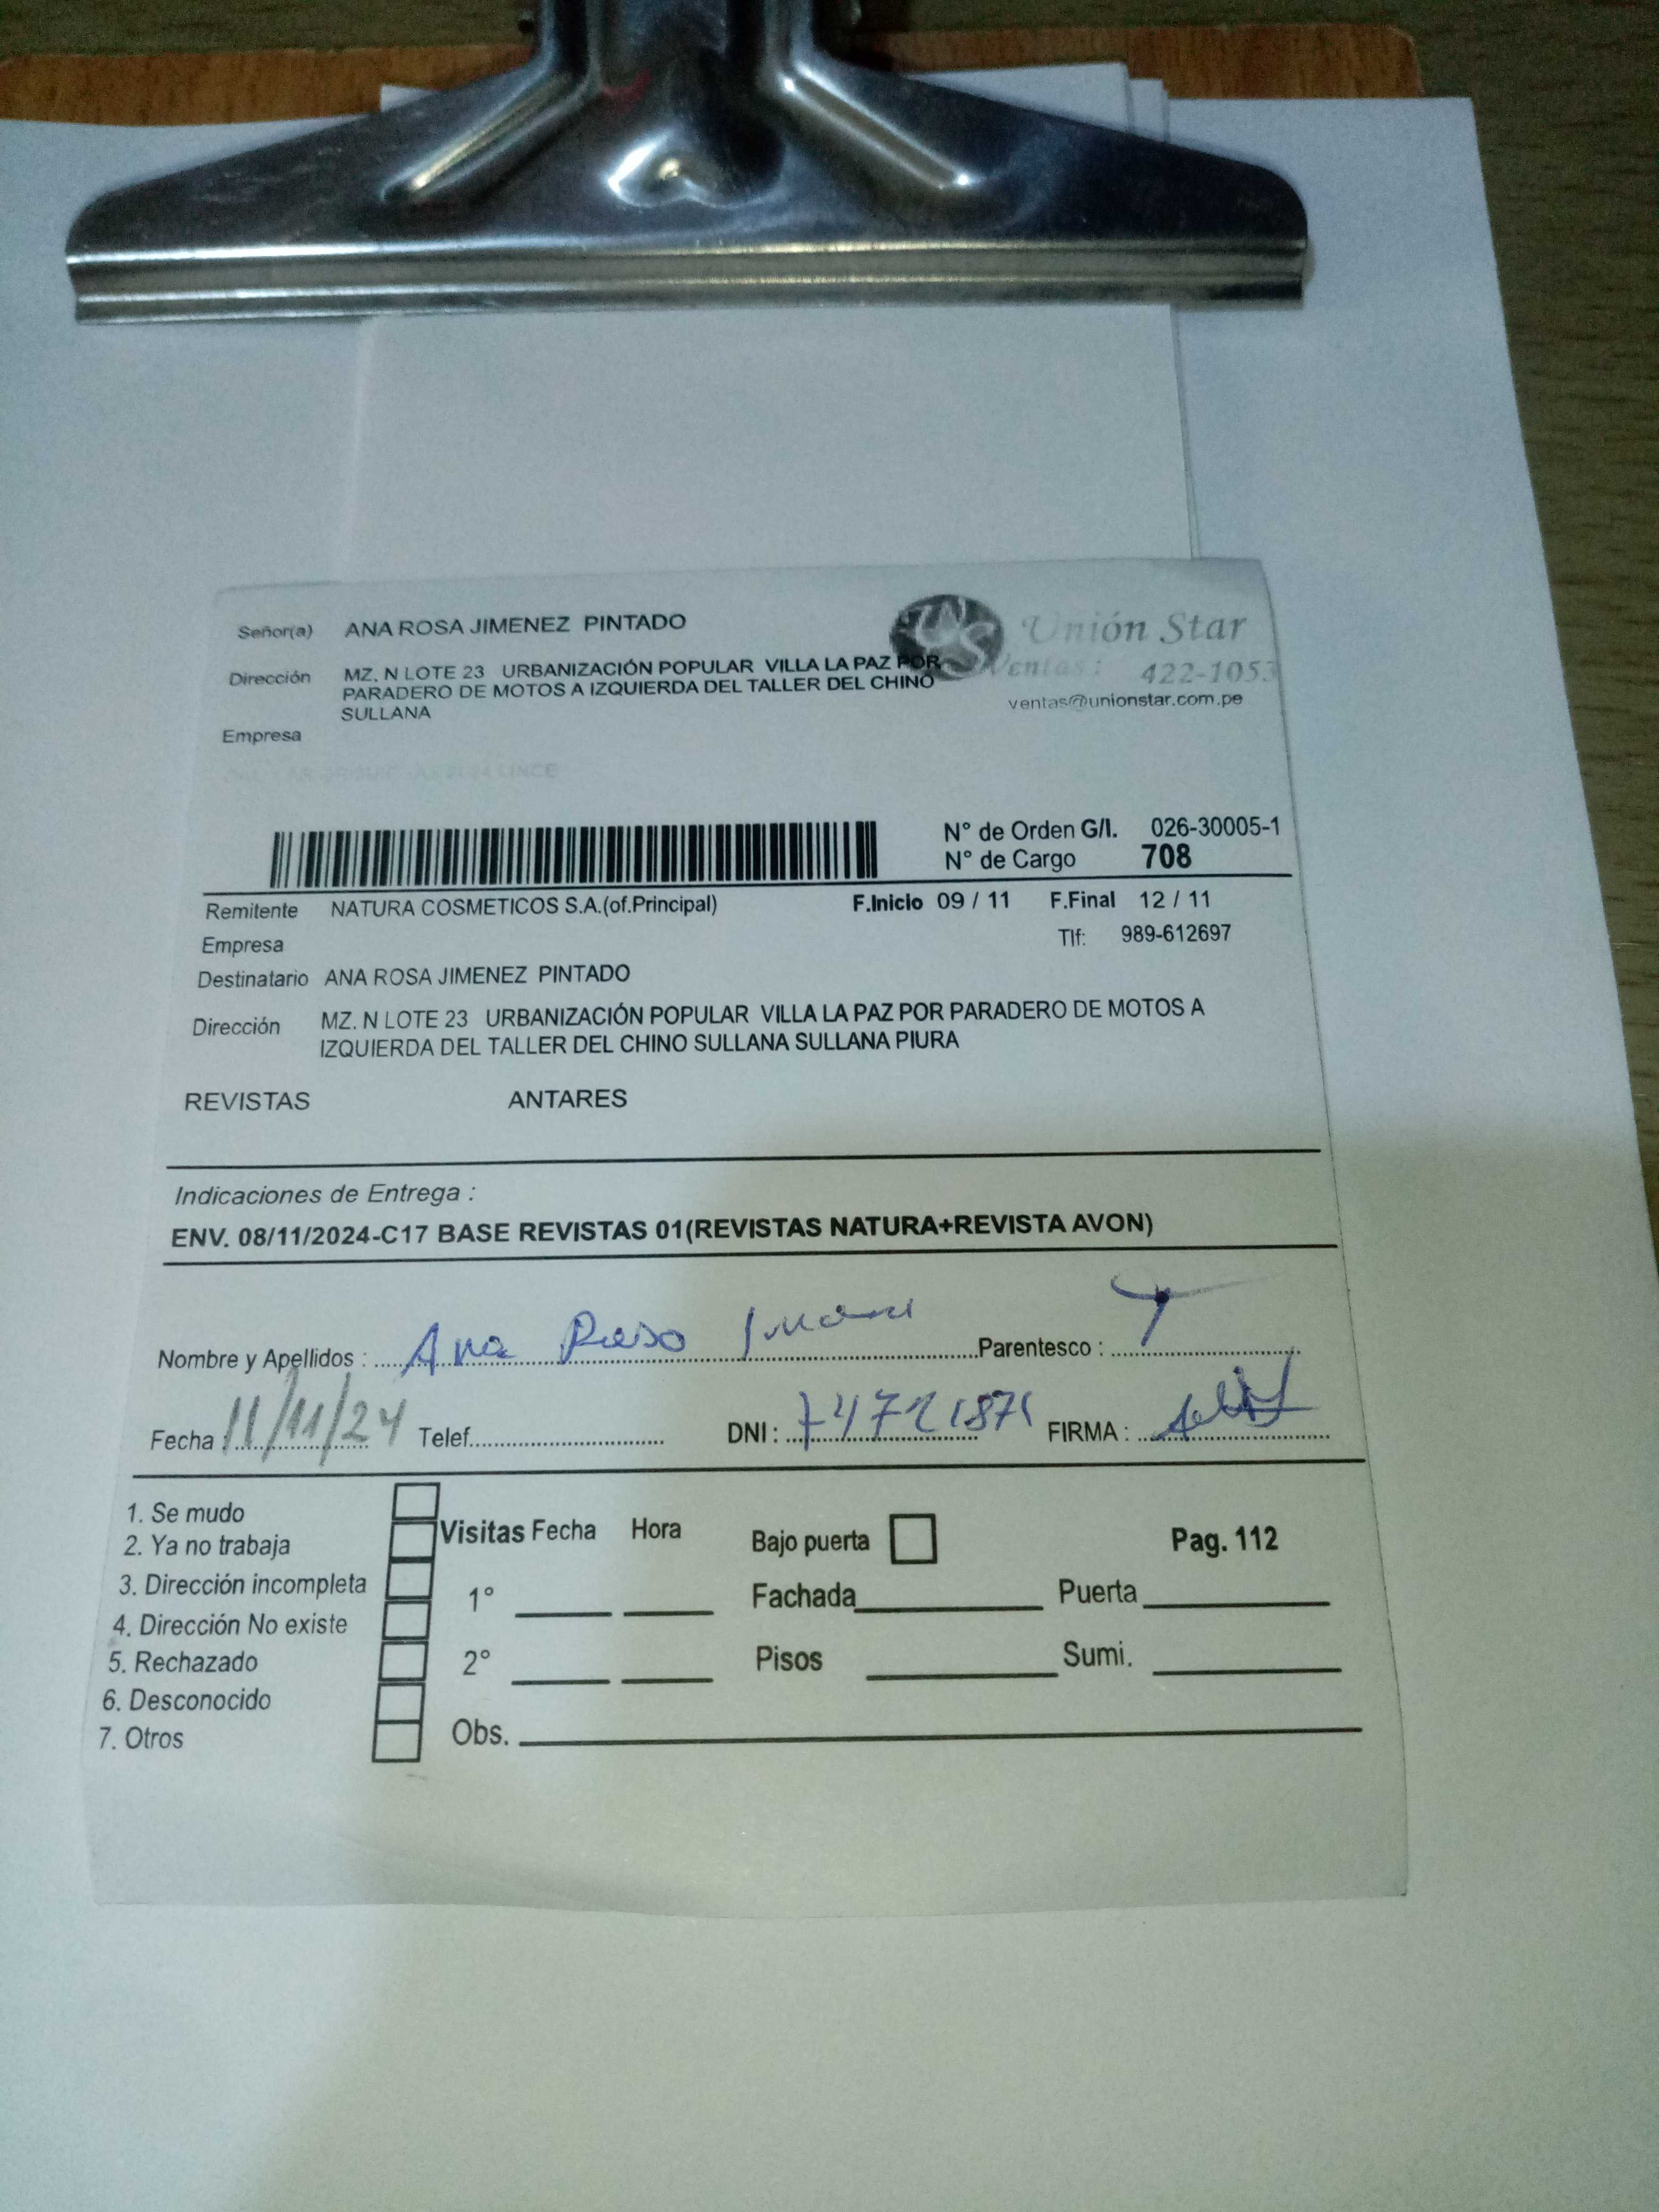 Señor(a) ANA ROSA JIMENEZ PINTADO
Unión Star
Dirección MZ. N LOTE 23 URBANIZACIÓN POPULAR VILLA LA PAZ POR
PARADERO DE MOTOS A IZQUIERDA DEL TALLER DEL CHINO
SULLANA
Ventas: 422-1053
ventas@unionstar.com.pe
Empresa
LINCE
N° de Orden G/I. 026-30005-1
N° de Cargo 708
Remitente NATURA COSMETICOS S.A.(of.Principal) F.Inicio 09 / 11 F.Final 12 / 11
Empresa Tlf: 989-612697
Destinatario ANA ROSA JIMENEZ PINTADO
Dirección MZ. N LOTE 23 URBANIZACIÓN POPULAR VILLA LA PAZ POR PARADERO DE MOTOS A
IZQUIERDA DEL TALLER DEL CHINO SULLANA SULLANA PIURA
REVISTAS ANTARES
Indicaciones de Entrega :
ENV. 08/11/2024-C17 BASE REVISTAS 01(REVISTAS NATURA+REVISTA AVON)
Nombre y Apellidos : Ana Parentesco : T
Fecha : 11/11/24 Telef. DNI : FIRMA :
1. Se mudo
2. Ya no trabaja
3. Dirección incompleta
4. Dirección No existe
5. Rechazado
6. Desconocido
7. Otros
Visitas Fecha Hora Bajo puerta Pag. 112
1° Fachada Puerta
2° Pisos Sumi.
Obs.